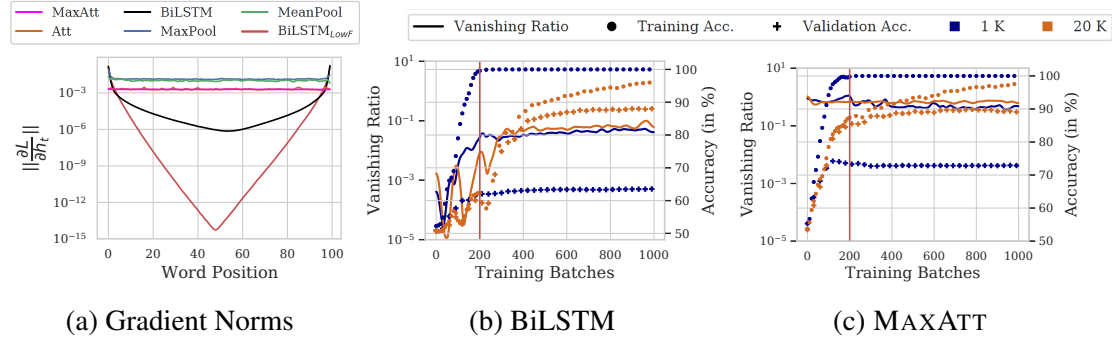 MaxAtt BiLSTM MeanPool
Att MaxPool BiLSTM_LowF
Vanishing Ratio Training Acc. Validation Acc. 1 K 20 K
10^−3
10^−6
10^−9
10^−12
10^−15
||∂L/∂h_t||
0 20 40 60 80 100
Word Position
10^1
10^−1
10^−3
10^−5
Vanishing Ratio
100
90
80
70
60
50
Accuracy (in %)
0 200 400 600 800 1000
Training Batches
10^1
10^−1
10^−3
10^−5
Vanishing Ratio
100
90
80
70
60
50
Accuracy (in %)
0 200 400 600 800 1000
Training Batches
(a) Gradient Norms
(b) BiLSTM
(c) MAXATT